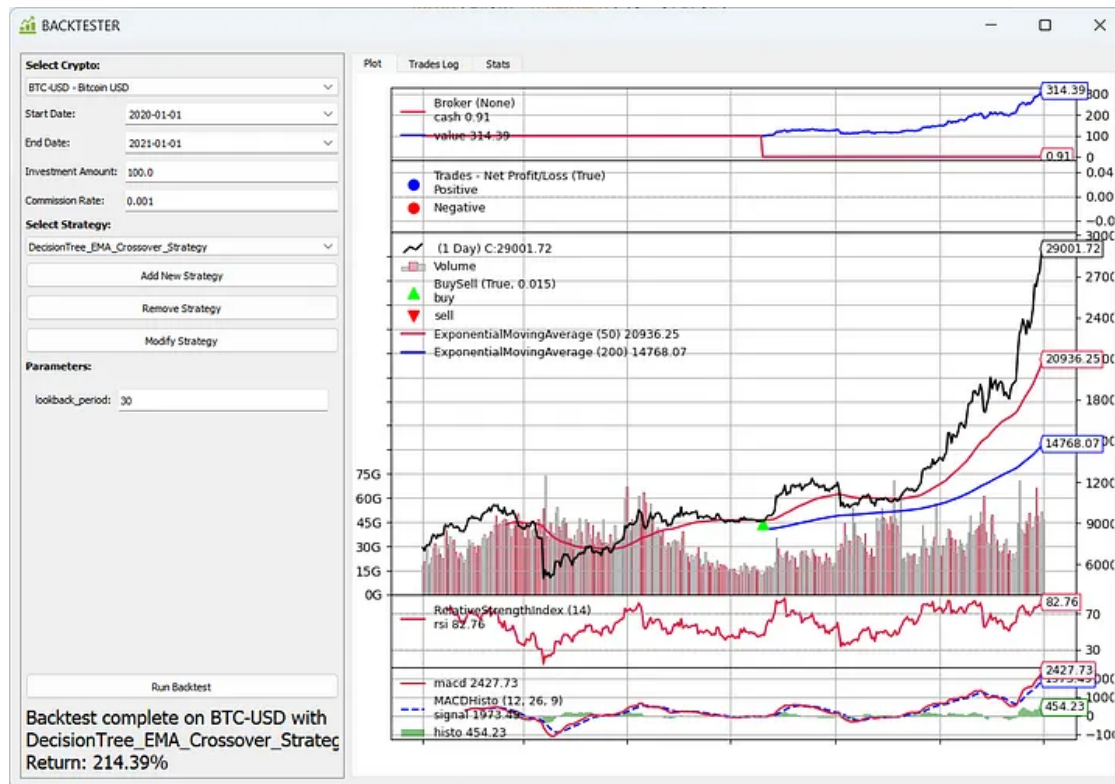 BACKTESTER
Select Crypto:
BTC-USD - Bitcoin USD
Start Date: 2020-01-01
End Date: 2021-01-01
Investment Amount: 100.0
Commission Rate: 0.001
Select Strategy:
DecisionTree_EMA_Crossover_Strategy
Add New Strategy
Remove Strategy
Modify Strategy
Parameters:
lookback_period: 30
Run Backtest
Backtest complete on BTC-USD with
DecisionTree_EMA_Crossover_Strateg
Return: 214.39%
Plot Trades Log Stats
Broker (None)
cash 0.91
value 314.39
314.39
300
200
100
0.91
0
Trades - Net Profit/Loss (True)
Positive
Negative
0.04
0.00
(1 Day) C:29001.72
Volume
BuySell (True, 0.015)
buy
sell
ExponentialMovingAverage (50) 20936.25
ExponentialMovingAverage (200) 14768.07
29001.72
20936.25
14768.07
75G
60G
45G
30G
15G
0G
RelativeStrengthIndex (14)
rsi 82.76
82.76
70
30
macd 2427.73
MACDHisto (12, 26, 9)
signal 1973.49
histo 454.23
2427.73
454.23